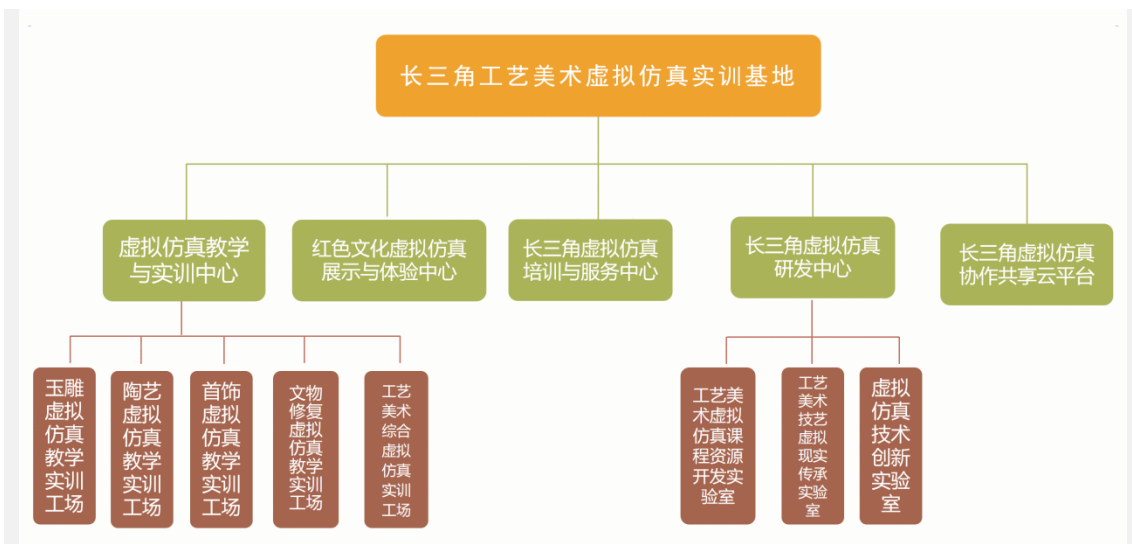 长三角工艺美术虚拟仿真实训基地
虚拟仿真教学
与实训中心
红色文化虚拟仿真
展示与体验中心
长三角虚拟仿真
培训与服务中心
长三角虚拟仿真
研发中心
长三角虚拟仿真
协作共享云平台
玉雕
虚拟
仿真
教学
实训
工场
陶艺
虚拟
仿真
教学
实训
工场
首饰
虚拟
仿真
教学
实训
工场
文物
修复
虚拟
仿真
教学
实训
工场
工艺
美术
综合
虚拟
仿真
实训
工场
工艺美
术虚拟
仿真课
程资源
开发实
验室
工艺
美术
技艺
虚拟
现实
传承
实验
室
虚拟
仿真
技术
创新
实验
室